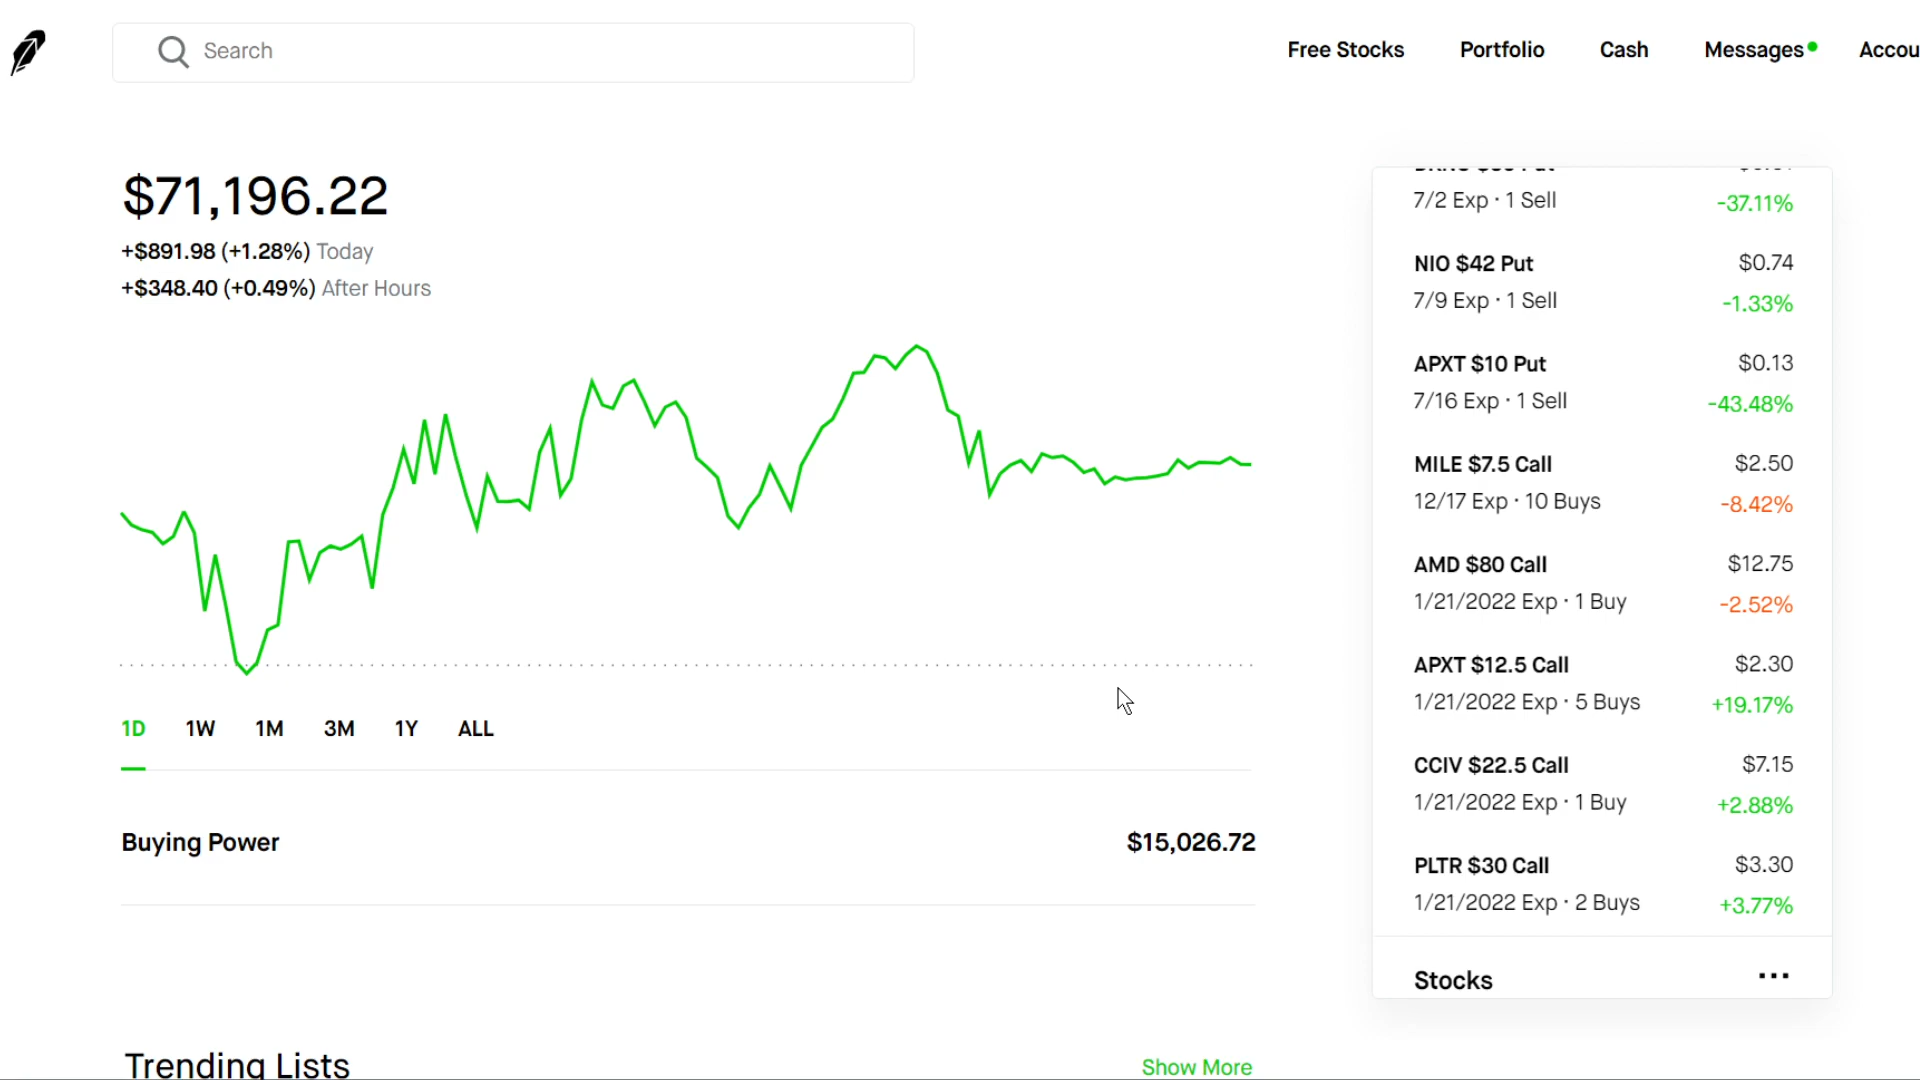 Search
Free Stocks
Portfolio
Cash
Messages
Accou
$71,196.22
+$891.98 (+1.28%) Today
+$348.40 (+0.49%) After Hours
1D
1W
1M
3M
1Y
ALL
Buying Power
$15,026.72
Trending Lists
Show More
7/2 Exp · 1 Sell
-37.11%
NIO $42 Put
$0.74
7/9 Exp · 1 Sell
-1.33%
APXT $10 Put
$0.13
7/16 Exp · 1 Sell
-43.48%
MILE $7.5 Call
$2.50
12/17 Exp · 10 Buys
-8.42%
AMD $80 Call
$12.75
1/21/2022 Exp · 1 Buy
-2.52%
APXT $12.5 Call
$2.30
1/21/2022 Exp · 5 Buys
+19.17%
CCIV $22.5 Call
$7.15
1/21/2022 Exp · 1 Buy
+2.88%
PLTR $30 Call
$3.30
1/21/2022 Exp · 2 Buys
+3.77%
Stocks